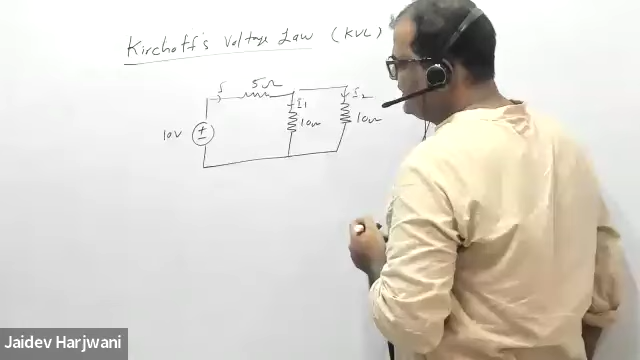 Kirchoff's Voltage Law (KVL)
I 5Ω
I1 I2
10V 10Ω 10Ω
Jaidev Harjwani